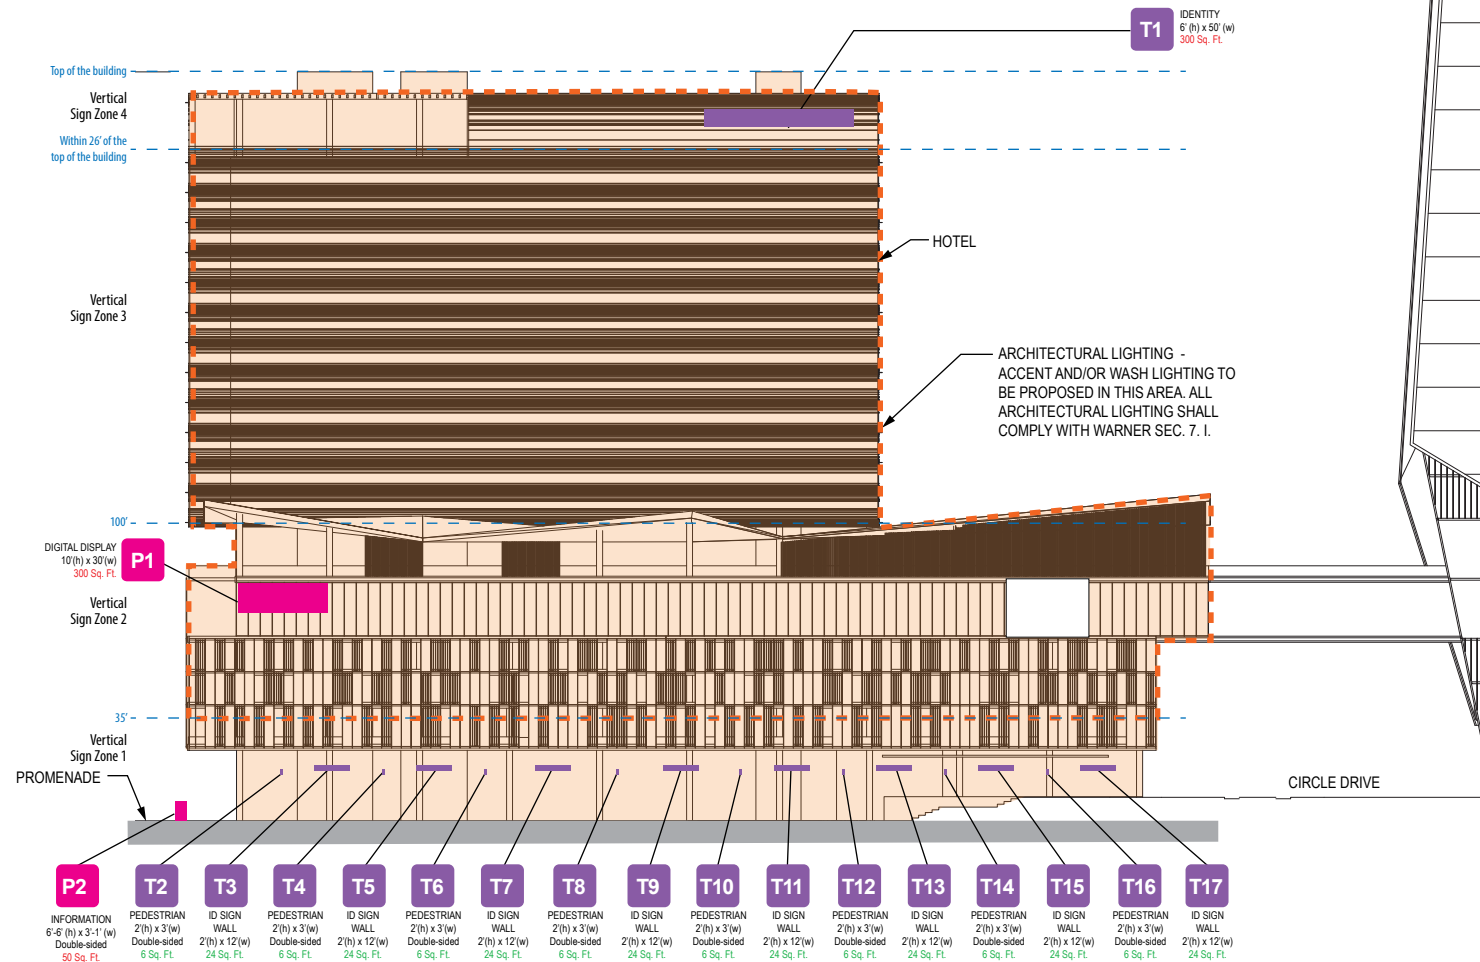 T1
IDENTITY
6' (h) x 50' (w)
300 Sq. Ft.
Top of the building
Vertical
Sign Zone 4
Within 26' of the
top of the building
HOTEL
Vertical
Sign Zone 3
ARCHITECTURAL LIGHTING -
ACCENT AND/OR WASH LIGHTING TO
BE PROPOSED IN THIS AREA. ALL
ARCHITECTURAL LIGHTING SHALL
COMPLY WITH WARNER SEC. 7. I.
100'
DIGITAL DISPLAY
10'(h) x 30'(w)
300 Sq. Ft.
P1
Vertical
Sign Zone 2
35'
Vertical
Sign Zone 1
PROMENADE
CIRCLE DRIVE
P2
INFORMATION
6'-6' (h) x 3'-1' (w)
Double-sided
50 Sq. Ft.
T2
PEDESTRIAN
2'(h) x 3'(w)
Double-sided
6 Sq. Ft.
T3
ID SIGN
WALL
2'(h) x 12'(w)
24 Sq. Ft.
T4
PEDESTRIAN
2'(h) x 3'(w)
Double-sided
6 Sq. Ft.
T5
ID SIGN
WALL
2'(h) x 12'(w)
24 Sq. Ft.
T6
PEDESTRIAN
2'(h) x 3'(w)
Double-sided
6 Sq. Ft.
T7
ID SIGN
WALL
2'(h) x 12'(w)
24 Sq. Ft.
T8
PEDESTRIAN
2'(h) x 3'(w)
Double-sided
6 Sq. Ft.
T9
ID SIGN
WALL
2'(h) x 12'(w)
24 Sq. Ft.
T10
PEDESTRIAN
2'(h) x 3'(w)
Double-sided
6 Sq. Ft.
T11
ID SIGN
WALL
2'(h) x 12'(w)
24 Sq. Ft.
T12
PEDESTRIAN
2'(h) x 3'(w)
Double-sided
6 Sq. Ft.
T13
ID SIGN
WALL
2'(h) x 12'(w)
24 Sq. Ft.
T14
PEDESTRIAN
2'(h) x 3'(w)
Double-sided
6 Sq. Ft.
T15
ID SIGN
WALL
2'(h) x 12'(w)
24 Sq. Ft.
T16
PEDESTRIAN
2'(h) x 3'(w)
Double-sided
6 Sq. Ft.
T17
ID SIGN
WALL
2'(h) x 12'(w)
24 Sq. Ft.